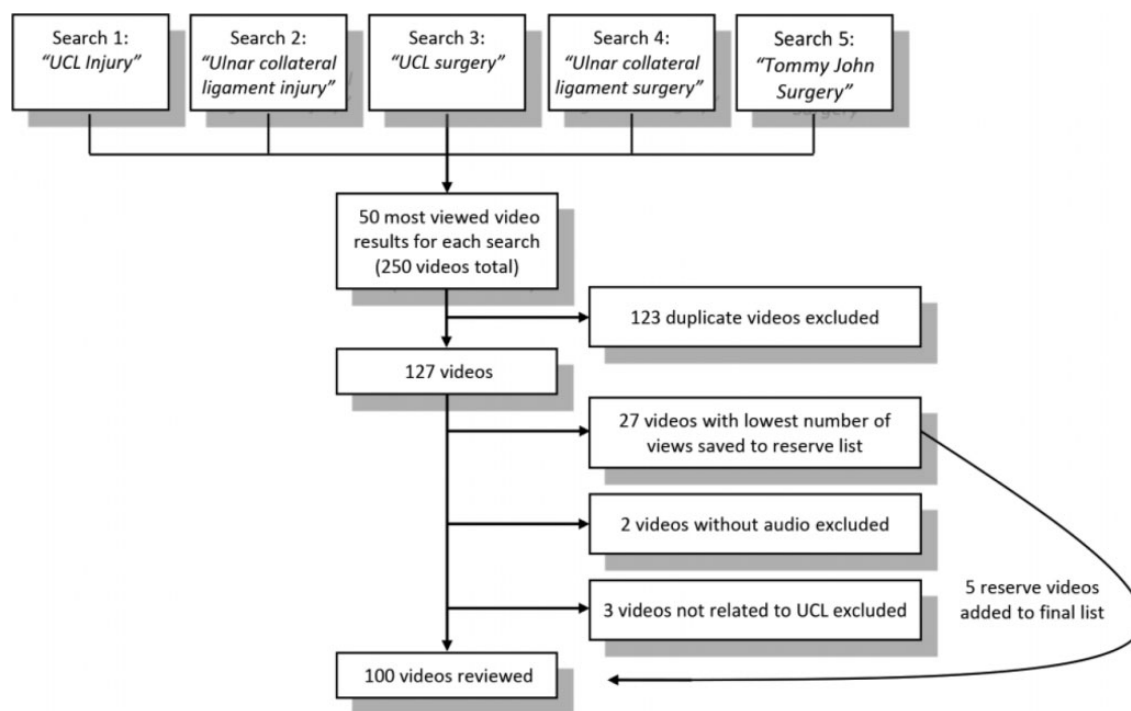 Search 1:
“UCL Injury”
Search 2:
“Ulnar collateral
ligament injury”
Search 3:
“UCL surgery”
Search 4:
“Ulnar collateral
ligament surgery”
Search 5:
“Tommy John
Surgery”
50 most viewed video
results for each search
(250 videos total)
123 duplicate videos excluded
127 videos
27 videos with lowest number of
views saved to reserve list
2 videos without audio excluded
3 videos not related to UCL excluded
5 reserve videos
added to final list
100 videos reviewed